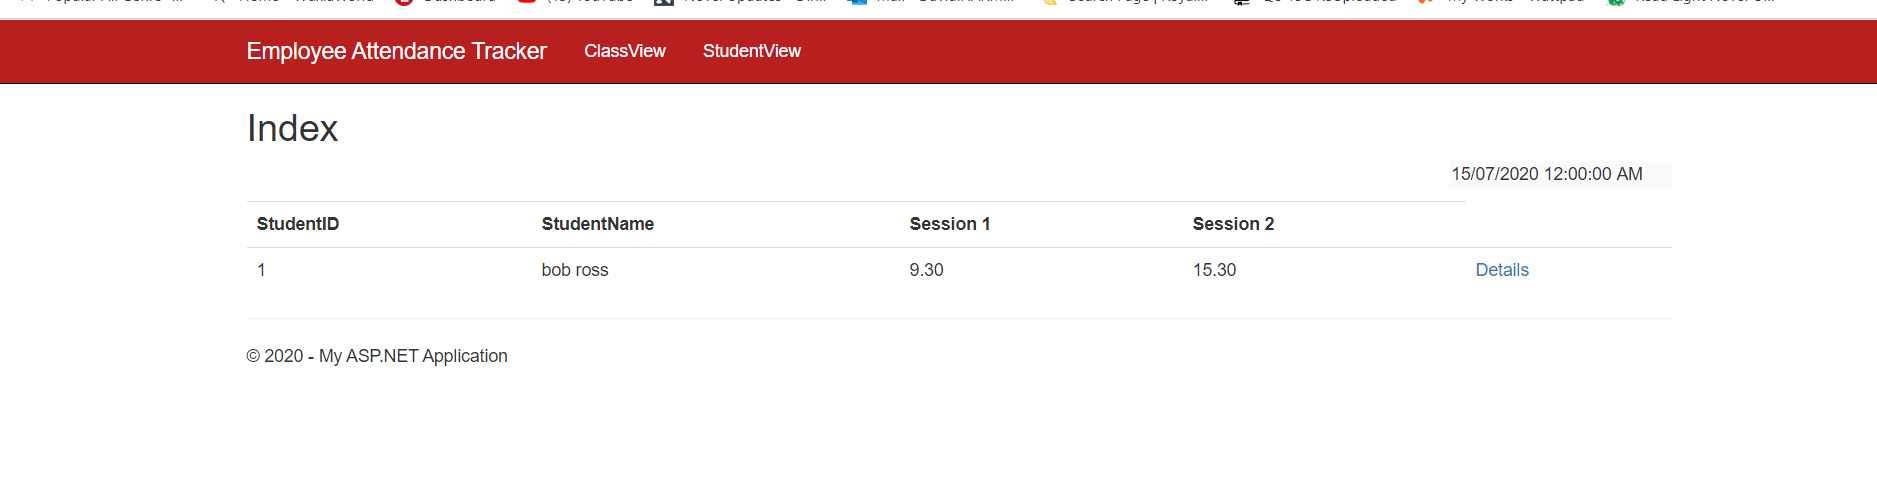 Employee Attendance Tracker ClassView StudentView
Index
15/07/2020 12:00:00 AM
StudentID StudentName Session 1 Session 2
1 bob ross 9.30 15.30 Details
© 2020 - My ASP.NET Application